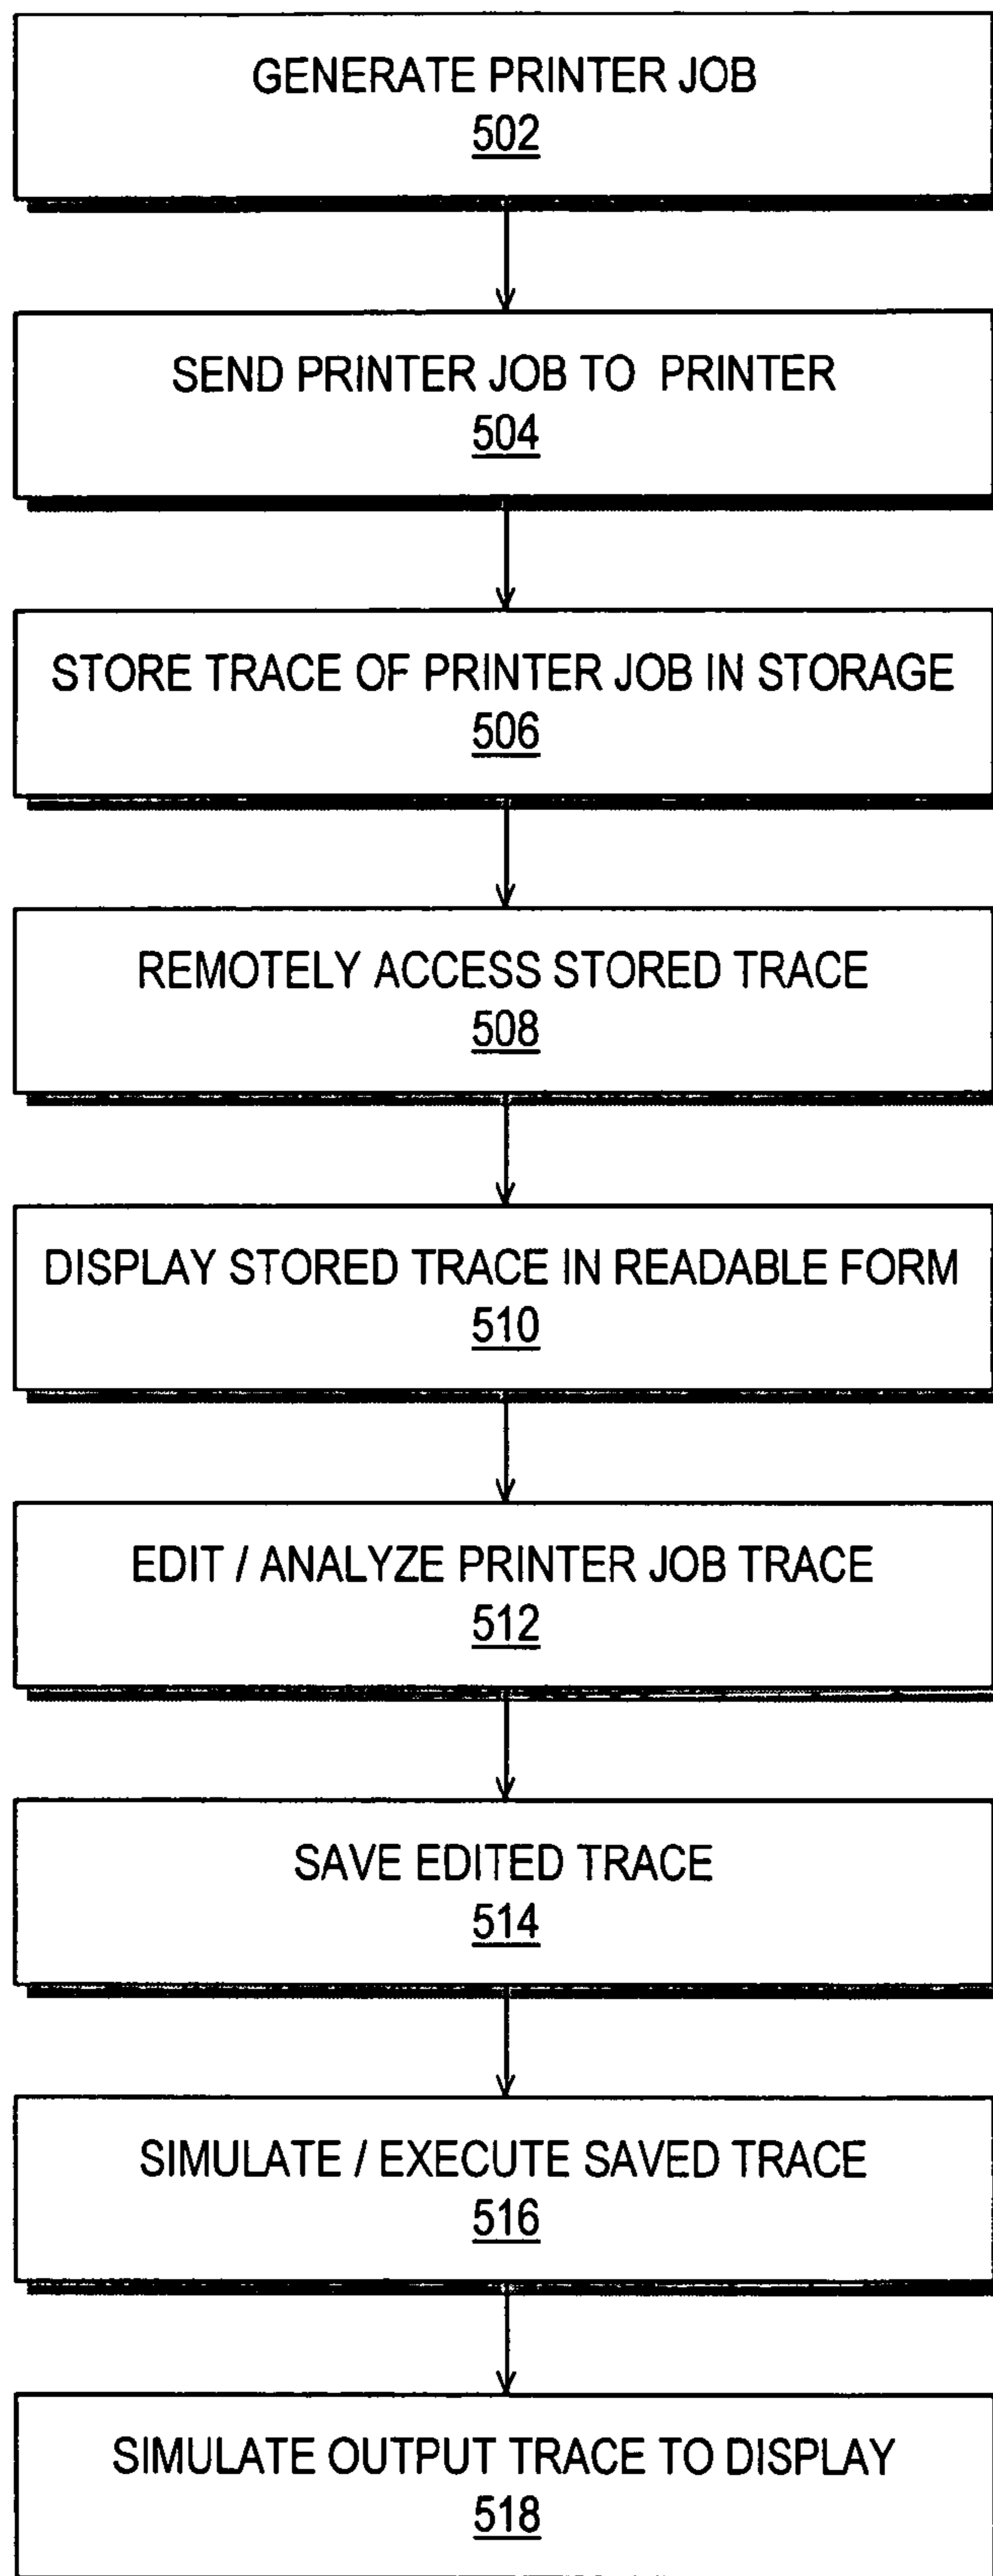 GENERATE PRINTER JOB
502
SEND PRINTER JOB TO PRINTER
504
STORE TRACE OF PRINTER JOB IN STORAGE
506
REMOTELY ACCESS STORED TRACE
508
DISPLAY STORED TRACE IN READABLE FORM
510
EDIT / ANALYZE PRINTER JOB TRACE
512
SAVE EDITED TRACE
514
SIMULATE / EXECUTE SAVED TRACE
516
SIMULATE OUTPUT TRACE TO DISPLAY
518